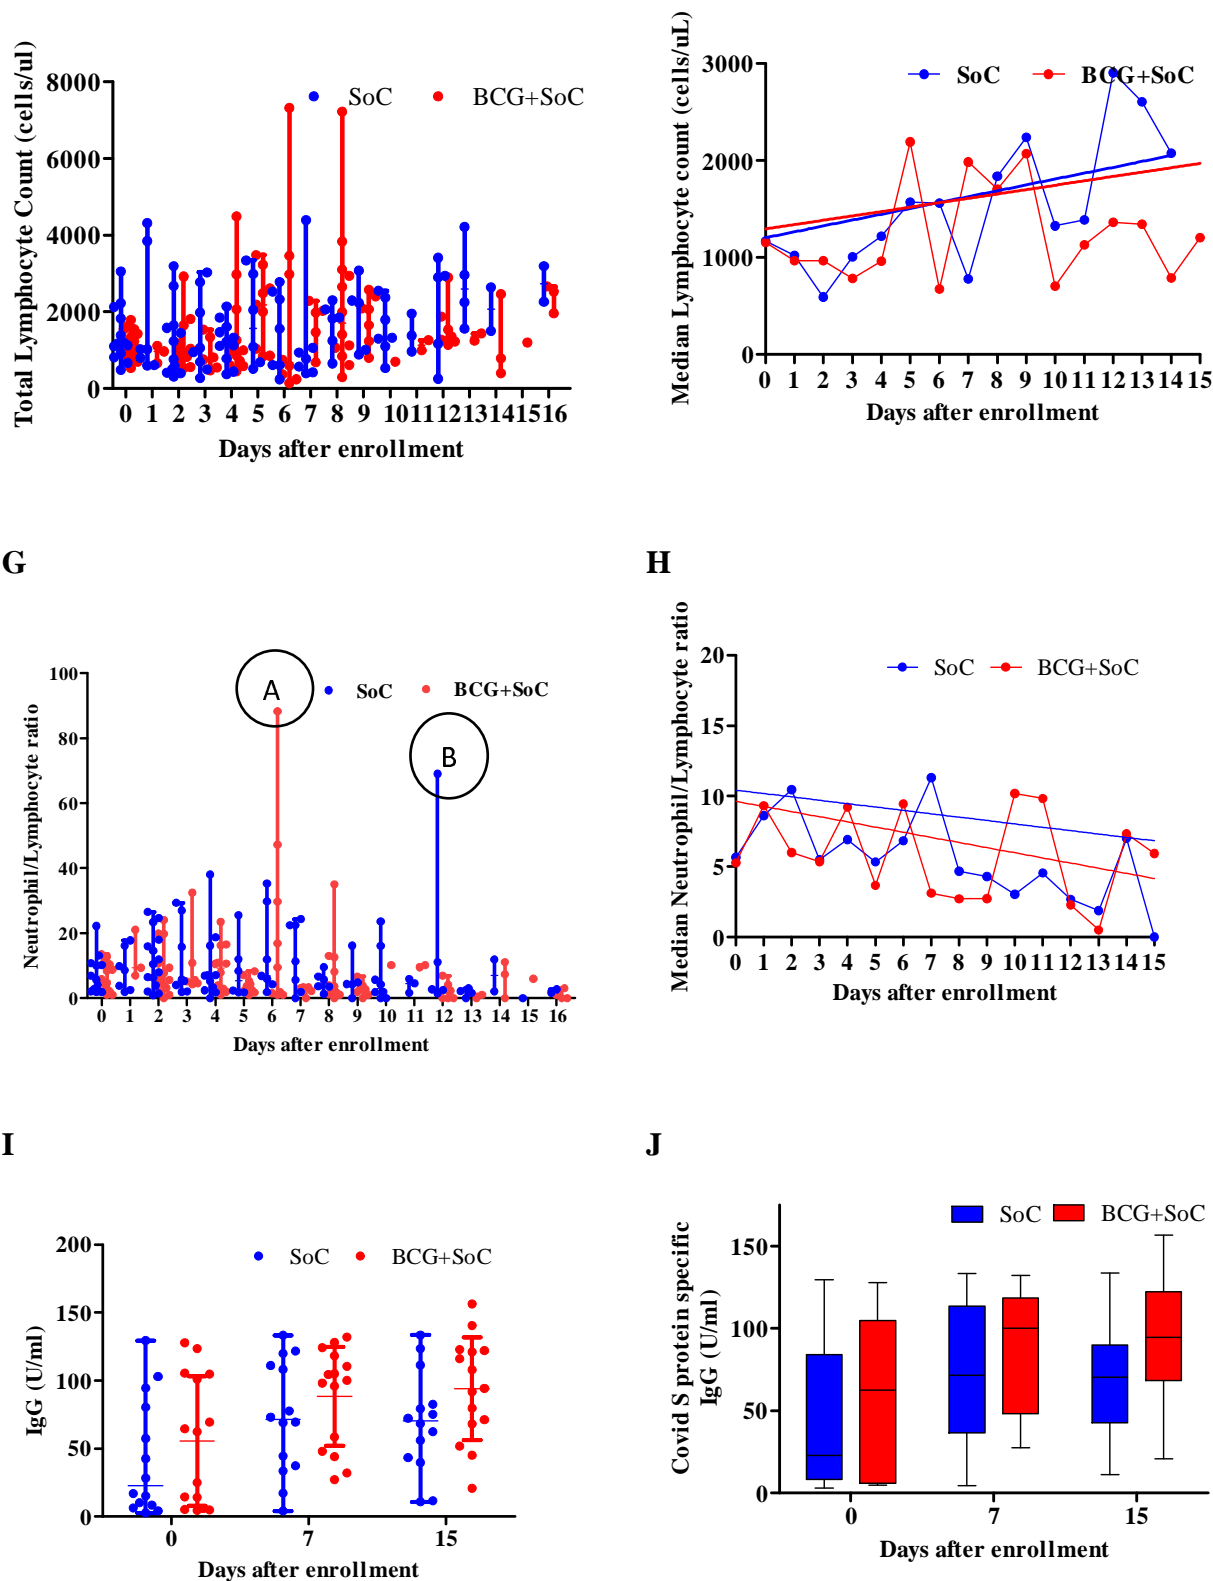 Total Lymphocyte Count (cells/ul)
8000
6000
4000
2000
0
SoC
BCG+SoC
0 1 2 3 4 5 6 7 8 9 10 11 12 13 14 15 16
Days after enrollment
Median Lymphocyte count (cells/uL)
3000
2000
1000
0
SoC
BCG+SoC
0 1 2 3 4 5 6 7 8 9 10 11 12 13 14 15
Days after enrollment
G
Neutrophil/Lymphocyte ratio
100
80
60
40
20
0
A
B
SoC
BCG+SoC
0 1 2 3 4 5 6 7 8 9 10 11 12 13 14 15 16
Days after enrollment
H
Median Neutrophil/Lymphocyte ratio
20
15
10
5
0
SoC
BCG+SoC
0 1 2 3 4 5 6 7 8 9 10 11 12 13 14 15
Days after enrollment
I
IgG (U/ml)
200
150
100
50
0
SoC
BCG+SoC
0 7 15
Days after enrollment
J
Covid S protein specific
IgG (U/ml)
150
100
50
0
SoC
BCG+SoC
0 7 15
Days after enrollment